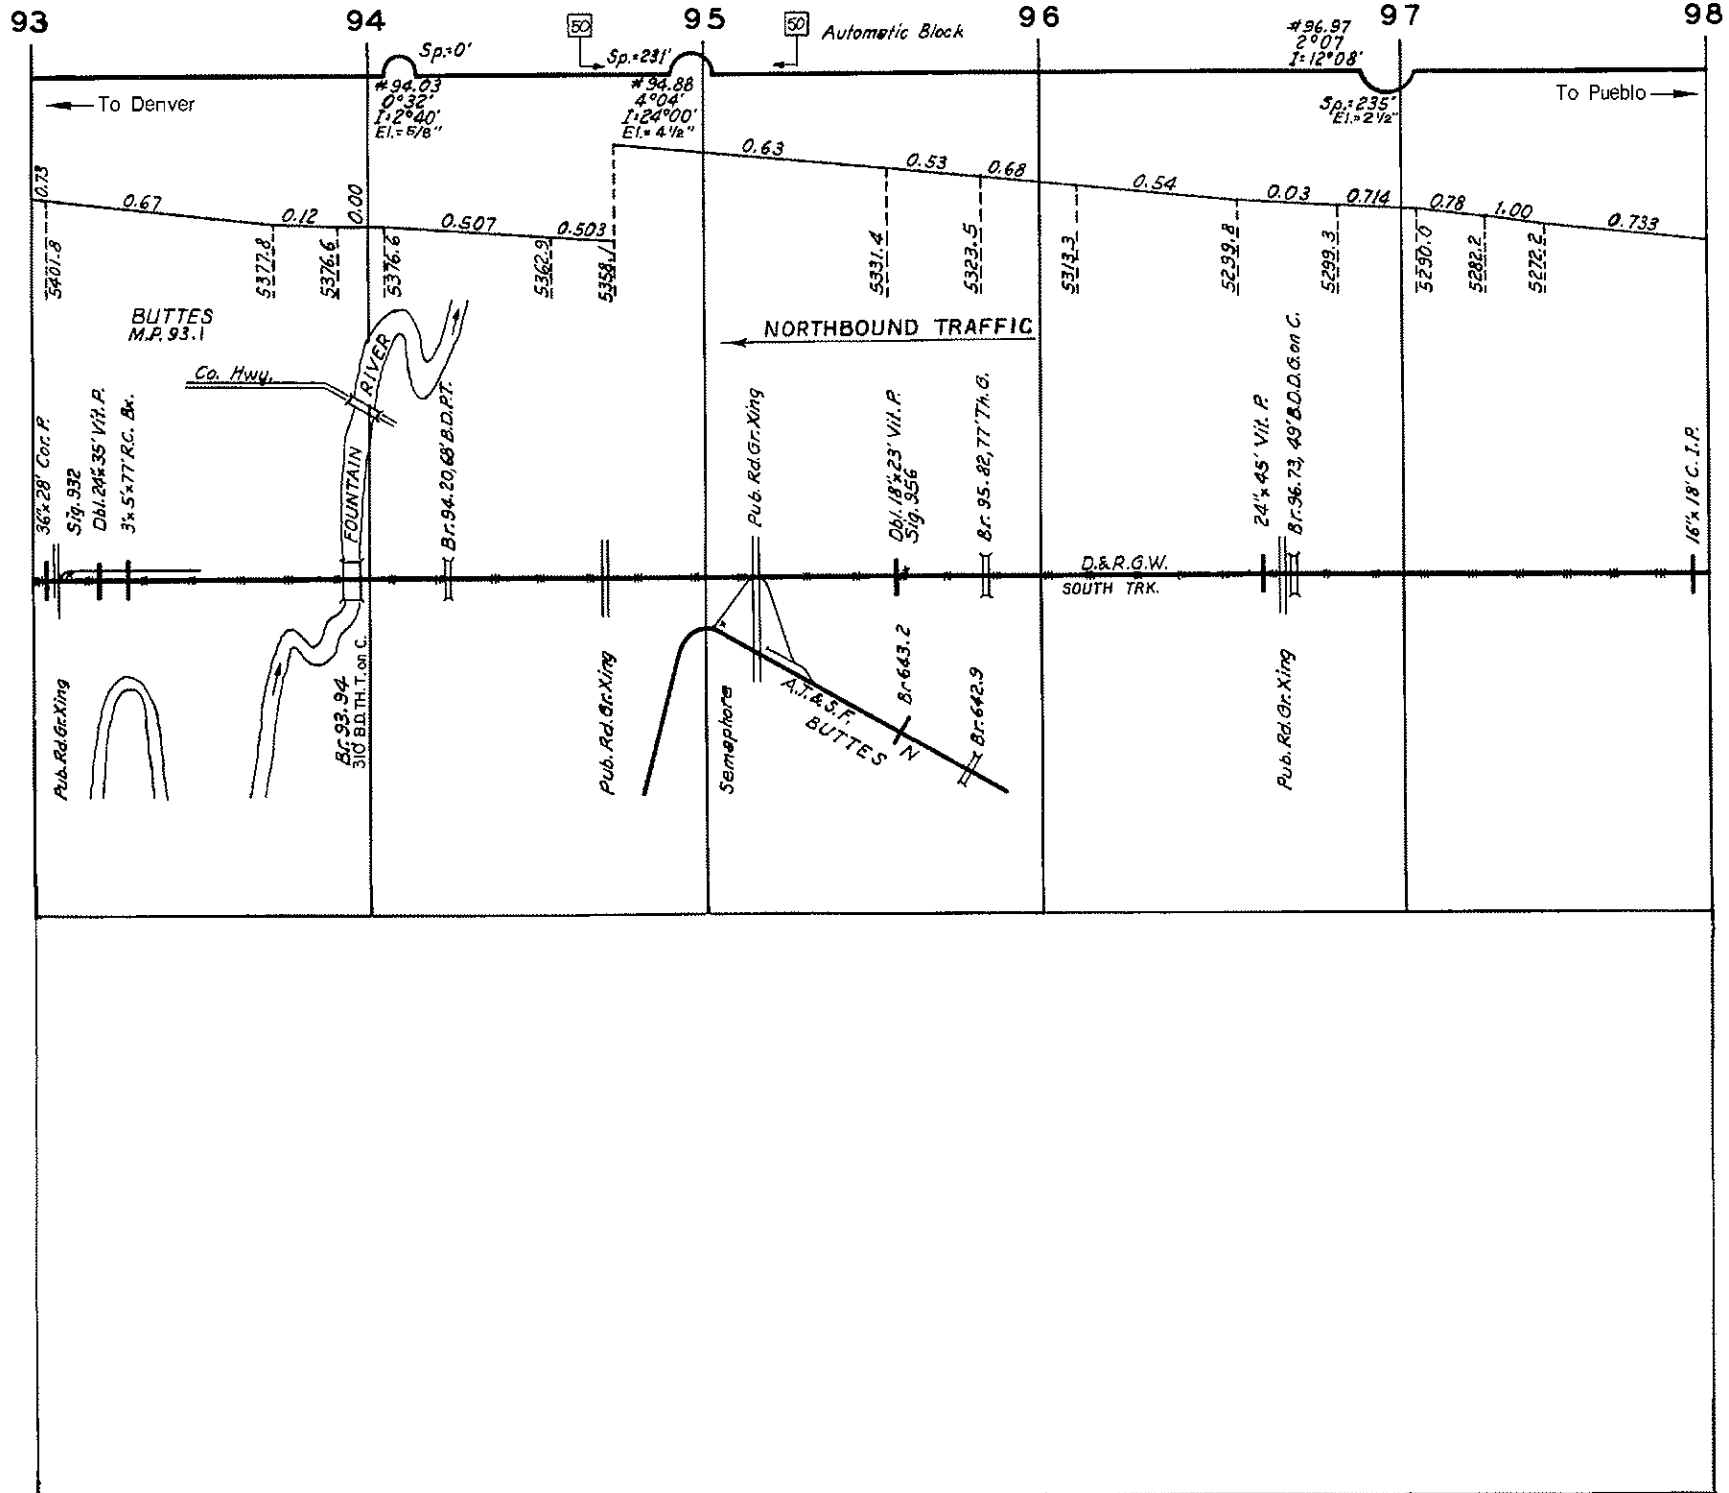 93
94
95
96
97
98
50
50
Automatic Block
Sp.=0'
Sp.=231'
#94.03
0°32'
I=2°40'
El.=5/8"
#94.88
4°04'
I=24°00'
El.=4½"
#96.97
2°07
I=12°08'
Sp.=235'
El.=2½"
To Denver
To Pueblo
0.73
0.67
0.12
0.00
0.507
0.503
0.63
0.53
0.68
0.54
0.03
0.714
0.78
1.00
0.733
5401.8
5377.8
5376.6
5376.6
5362.9
5358.1
5331.4
5323.5
5313.3
5299.8
5299.3
5290.0
5282.2
5272.2
BUTTES
M.P. 93.1
NORTHBOUND TRAFFIC
Co. Hwy.
RIVER
FOUNTAIN
36"x 28' Cor. P.
Sig. 932
Dbl. 24"x35' Vit. P.
3'x 5'x77' R.C. Bx.
Br. 94.20, 68' B.D.P.T.
Pub. Rd. Gr. Xing
Dbl. 18"x23' Vit. P.
Sig. 956
Br. 95.82, 77' Th. G.
24"x 45' Vit. P.
Br. 96.73, 49' B.D.D.G. on C.
16"x 18' C.I.P.
D.&R.G.W.
SOUTH TRK.
Pub. Rd. Gr. Xing
Br. 93.94
310' B.D. TH. T. on C.
Pub. Rd. Gr. Xing
Semaphore
A.T.& S.F.
BUTTES
Br 643.2
N
Br. 642.9
Pub. Rd. Gr. Xing